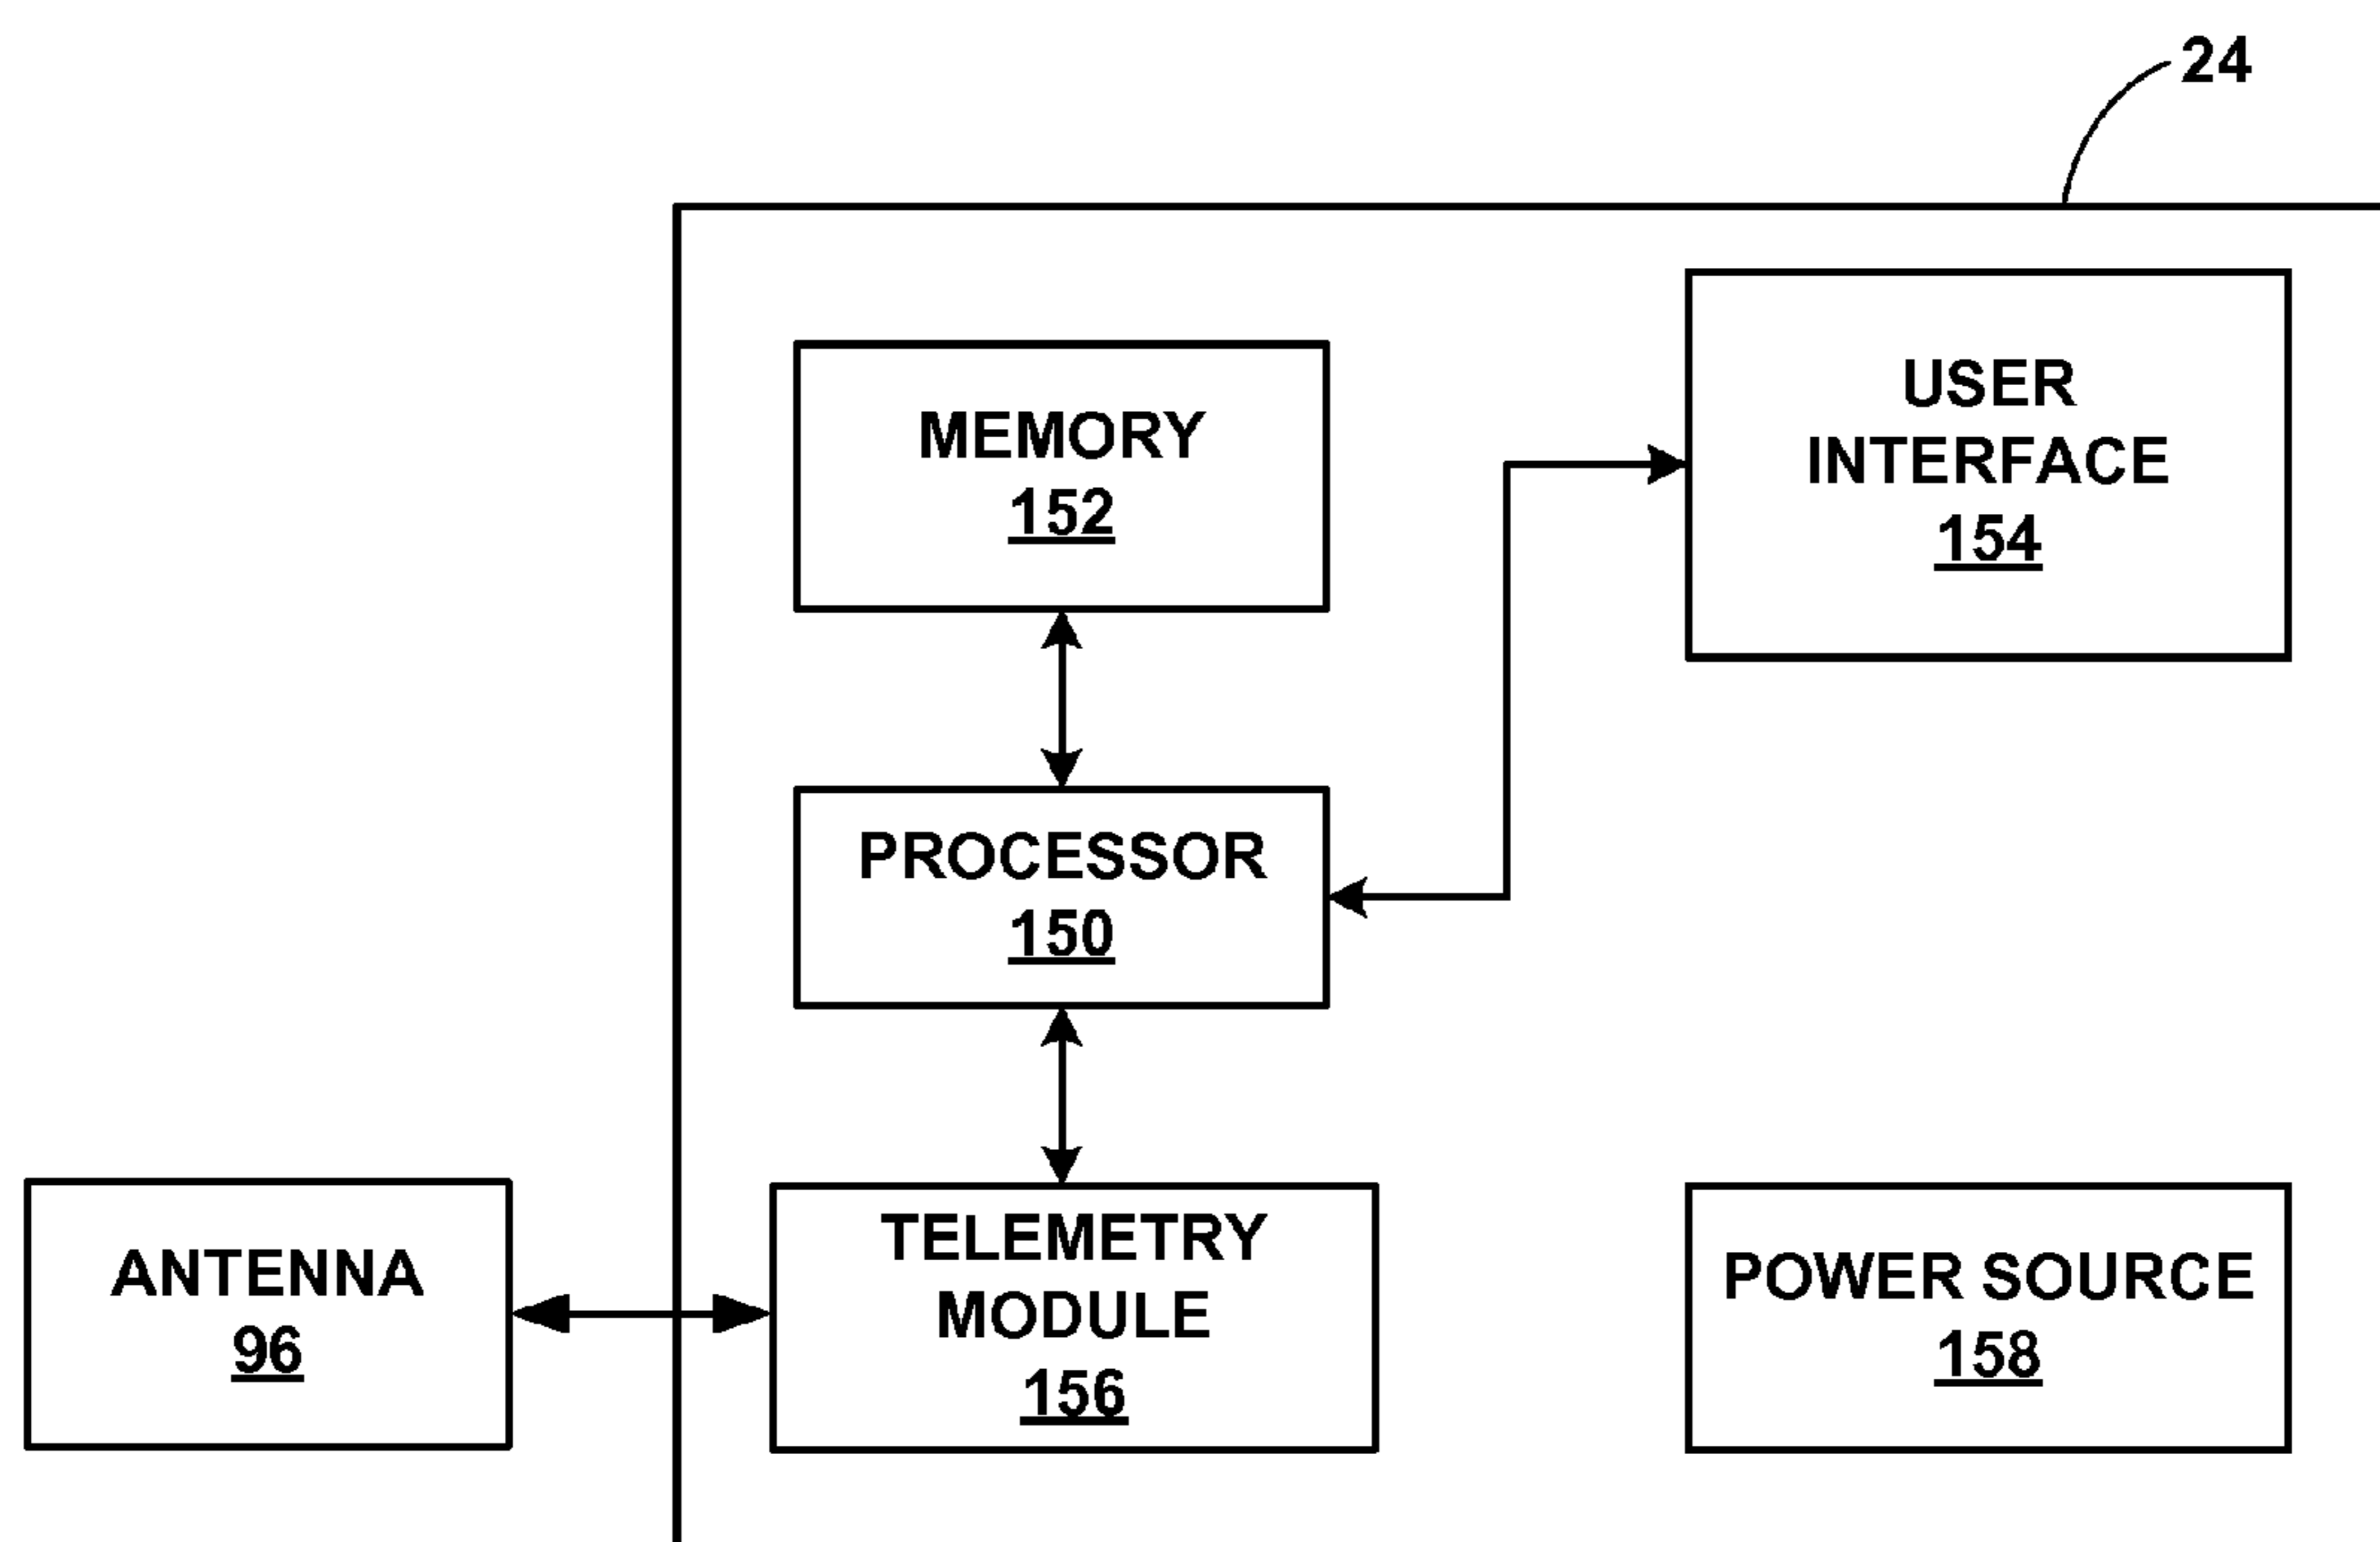 24
MEMORY
152
USER
INTERFACE
154
PROCESSOR
150
ANTENNA
96
TELEMETRY
MODULE
156
POWER SOURCE
158